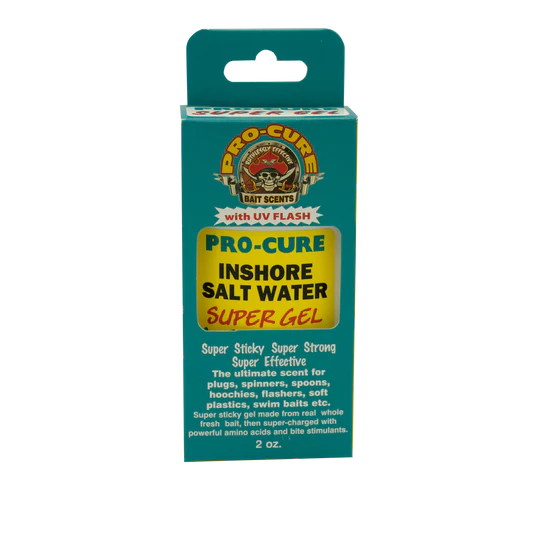 PRO-CURE
SUPER GEL
PRO-CURE
RUTHLESSLY EFFECTIVE
BAIT SCENTS
with UV FLASH
PRO-CURE
INSHORE
SALT WATER
SUPER GEL
Super Sticky Super Strong
Super Effective
The ultimate scent for
plugs, spinners, spoons,
hoochies, flashers, soft
plastics, swim baits etc.
Super sticky gel made from real whole
fresh bait, then super-charged with
powerful amino acids and bite stimulants.
2 oz.